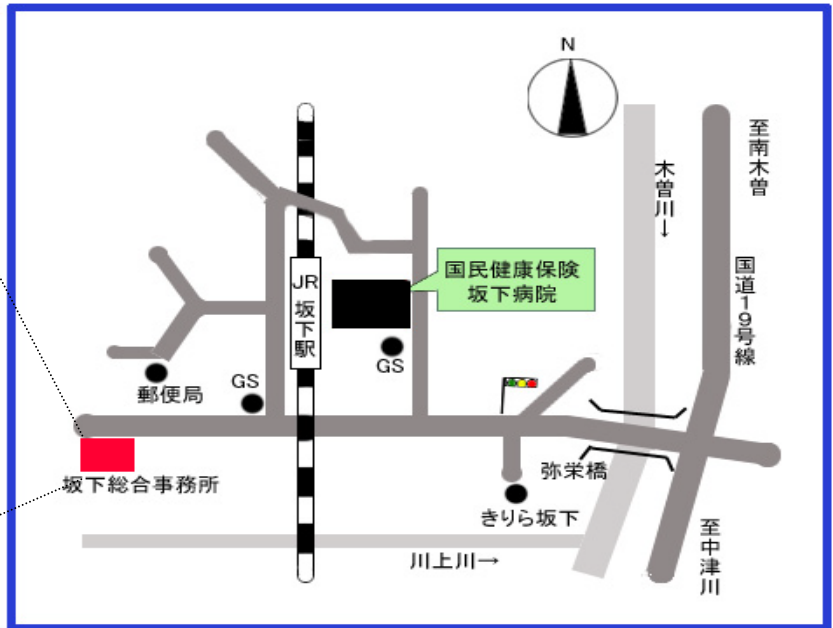 N
至南木曽
木曽川→
国道19号線
国民健康保険
坂下病院
JR
坂下駅
GS
GS
郵便局
坂下総合事務所
弥栄橋
きりら坂下
川上川→
至中津川